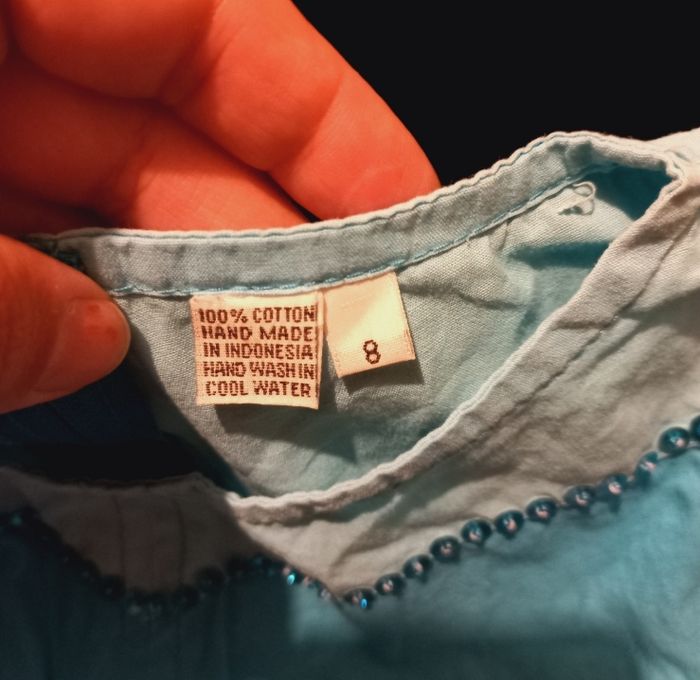 100% COTTON
HAND MADE
IN INDONESIA
HAND WASH IN
COOL WATER
8